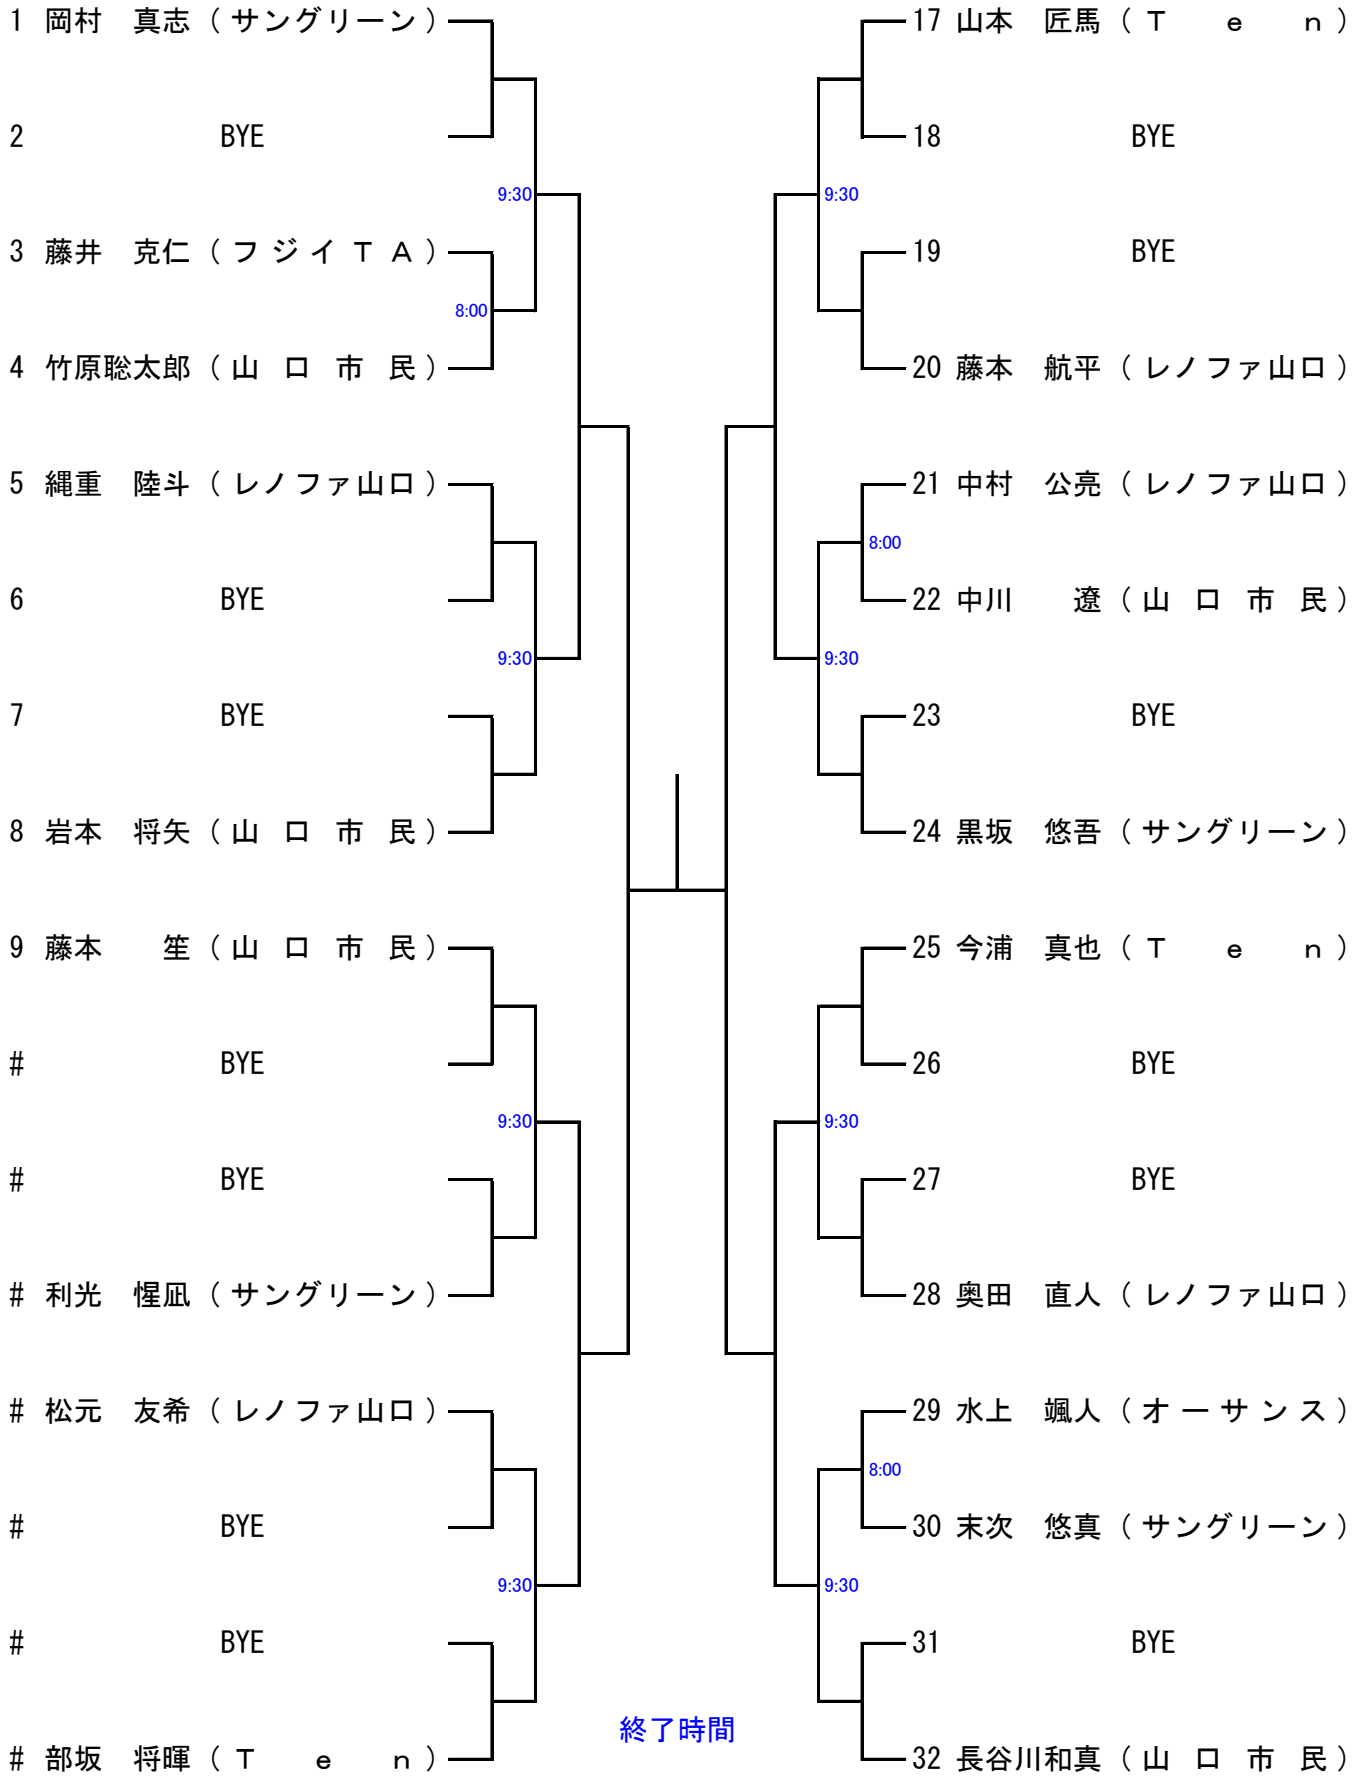 1 岡村　真志（サングリーン）
2 BYE
9:30
3 藤井　克仁（フジイＴＡ）
8:00
4 竹原聡太郎（山口市民）
5 縄重　陸斗（レノファ山口）
6 BYE
9:30
7 BYE
8 岩本　将矢（山口市民）
9 藤本　笙（山口市民）
# BYE
9:30
# BYE
# 利光　惺凪（サングリーン）
# 松元　友希（レノファ山口）
# BYE
9:30
# BYE
# 部坂　将暉（Ｔｅｎ）
17 山本　匠馬（Ｔｅｎ）
18 BYE
9:30
19 BYE
20 藤本　航平（レノファ山口）
21 中村　公亮（レノファ山口）
8:00
22 中川　遼（山口市民）
9:30
23 BYE
24 黒坂　悠吾（サングリーン）
25 今浦　真也（Ｔｅｎ）
26 BYE
9:30
27 BYE
28 奥田　直人（レノファ山口）
29 水上　颯人（オーサンス）
8:00
30 末次　悠真（サングリーン）
9:30
31 BYE
32 長谷川和真（山口市民）
終了時間